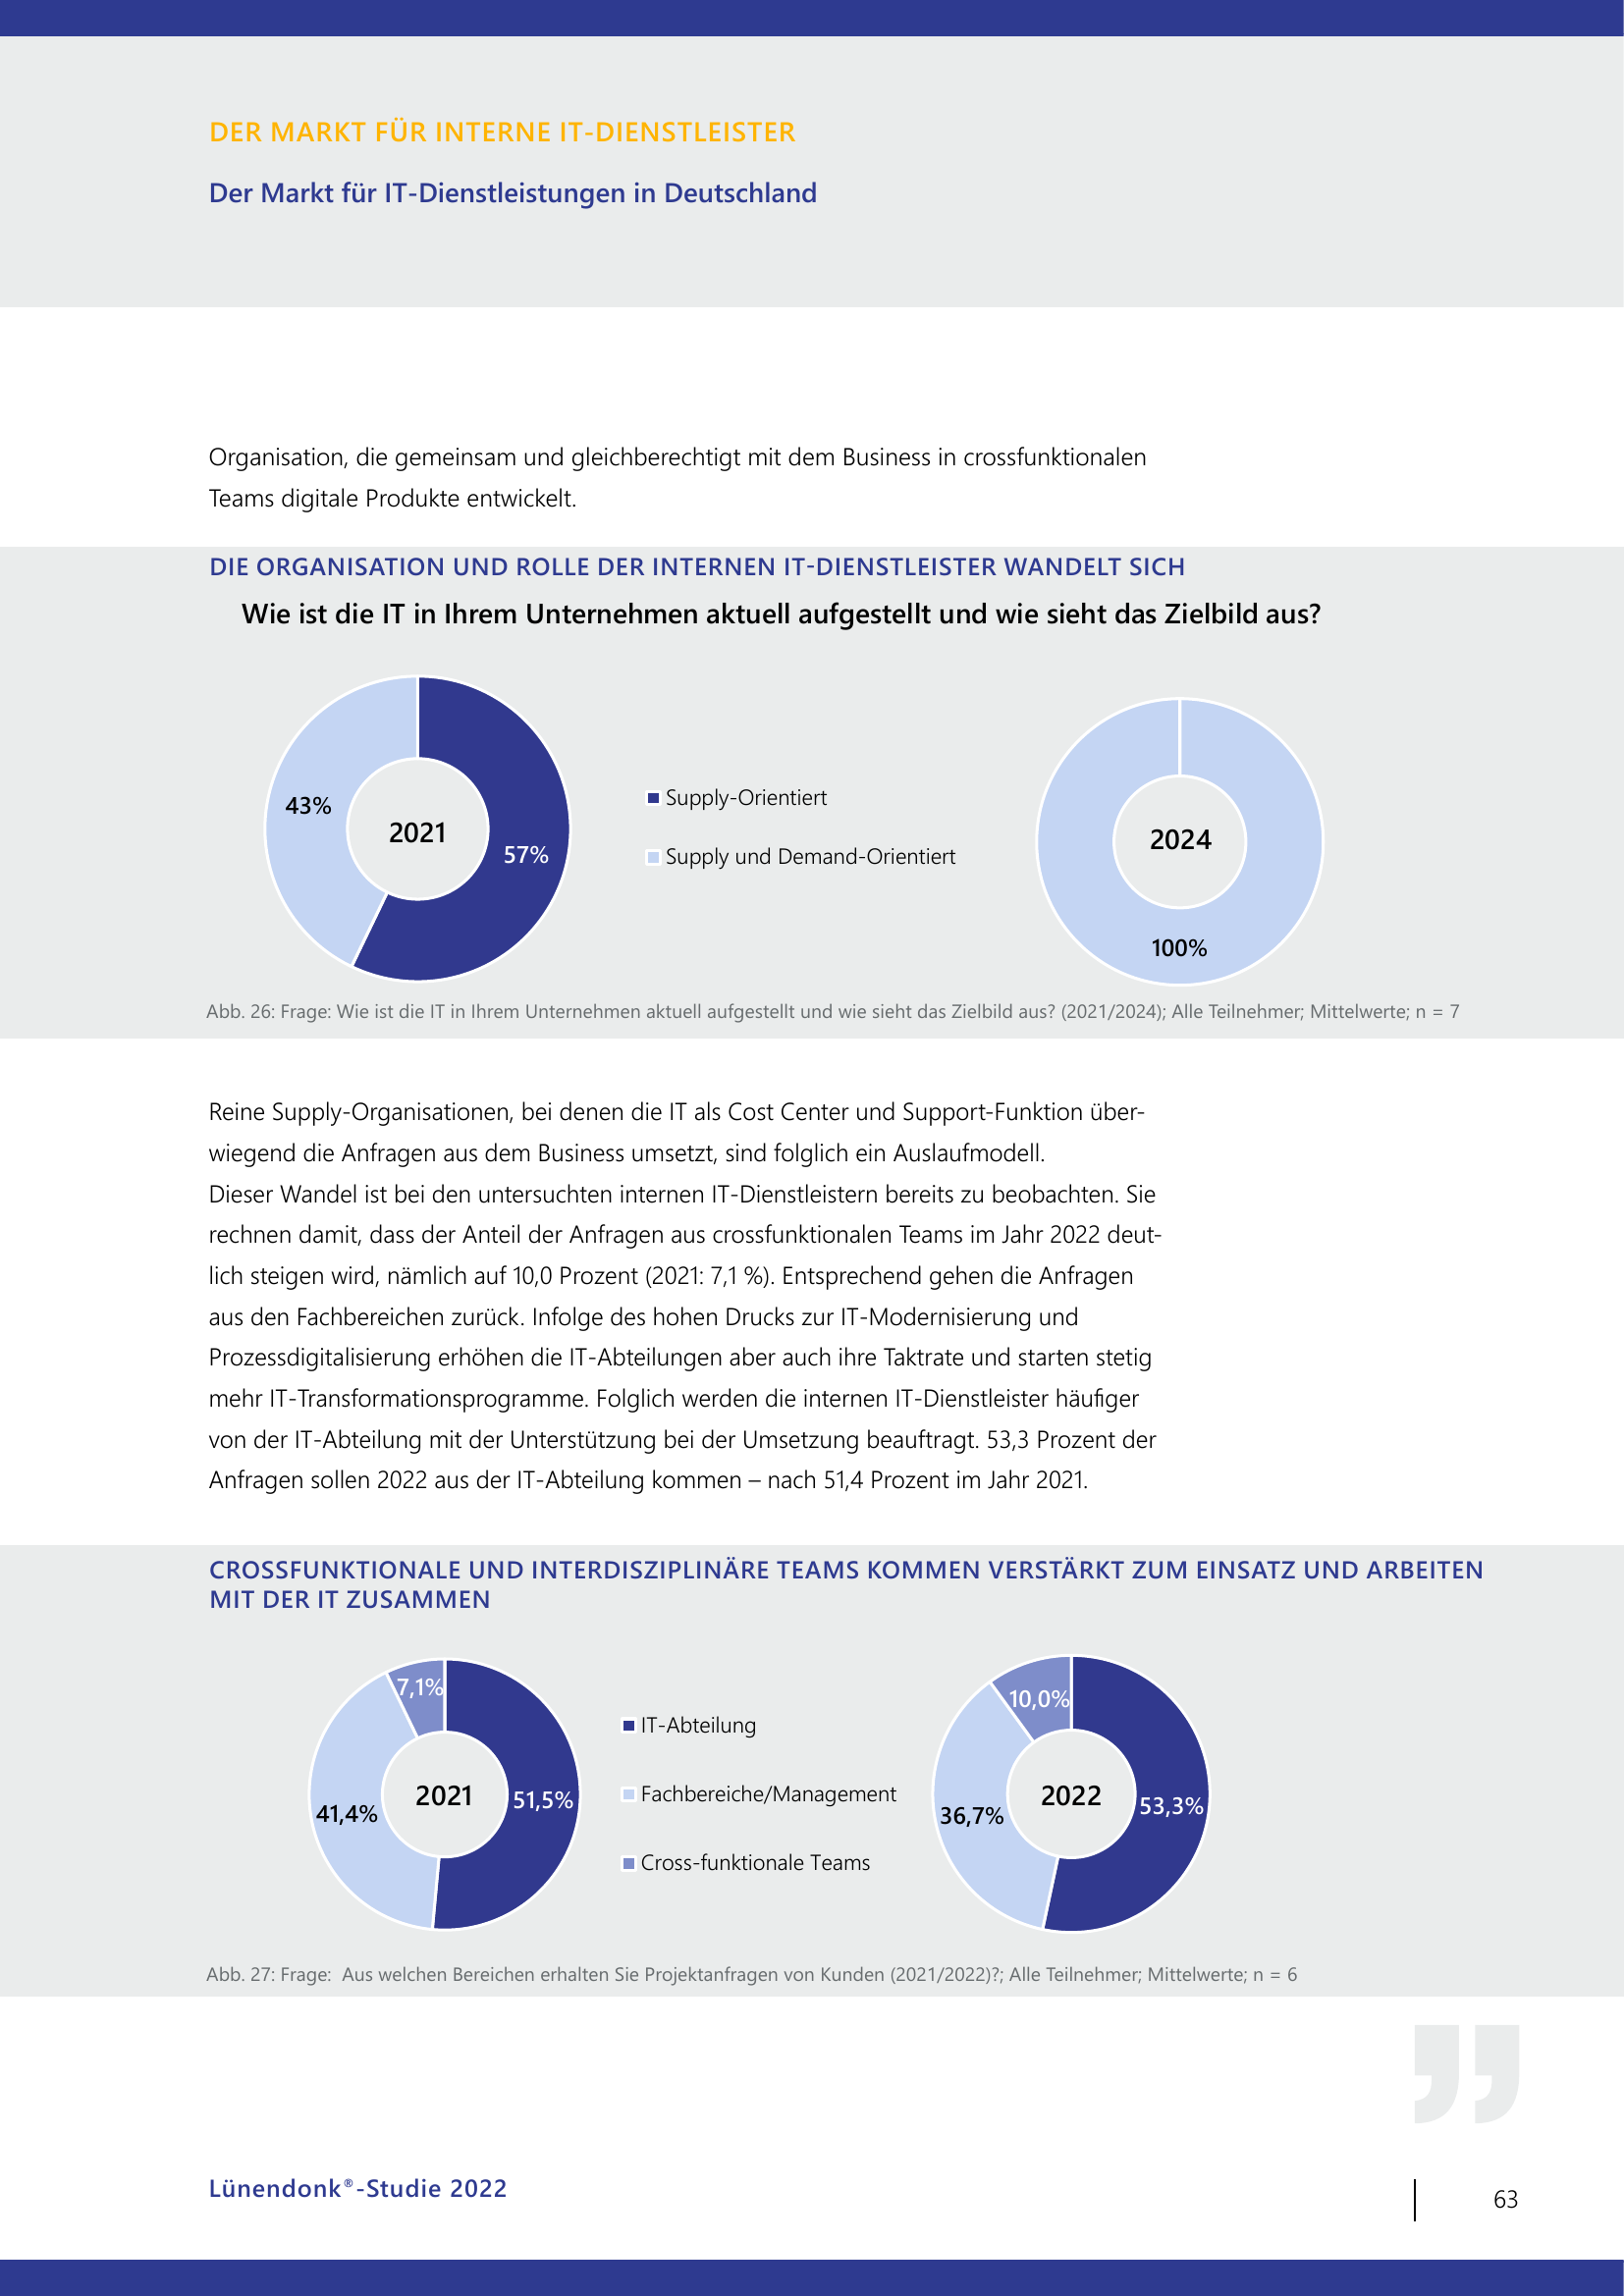 DER MARKT FÜR INTERNE IT-DIENSTLEISTER
Der Markt für IT-Dienstleistungen in Deutschland
Organisation, die gemeinsam und gleichberechtigt mit dem Business in crossfunktionalen
Teams digitale Produkte entwickelt.
DIE ORGANISATION UND ROLLE DER INTERNEN IT-DIENSTLEISTER WANDELT SICH
Wie ist die IT in Ihrem Unternehmen aktuell aufgestellt und wie sieht das Zielbild aus?
43%
2021
57%
Supply-Orientiert
Supply und Demand-Orientiert
2024
100%
Abb. 26: Frage: Wie ist die IT in Ihrem Unternehmen aktuell aufgestellt und wie sieht das Zielbild aus? (2021/2024); Alle Teilnehmer; Mittelwerte; n = 7
Reine Supply-Organisationen, bei denen die IT als Cost Center und Support-Funktion über-
wiegend die Anfragen aus dem Business umsetzt, sind folglich ein Auslaufmodell.
Dieser Wandel ist bei den untersuchten internen IT-Dienstleistern bereits zu beobachten. Sie
rechnen damit, dass der Anteil der Anfragen aus crossfunktionalen Teams im Jahr 2022 deut-
lich steigen wird, nämlich auf 10,0 Prozent (2021: 7,1 %). Entsprechend gehen die Anfragen
aus den Fachbereichen zurück. Infolge des hohen Drucks zur IT-Modernisierung und
Prozessdigitalisierung erhöhen die IT-Abteilungen aber auch ihre Taktrate und starten stetig
mehr IT-Transformationsprogramme. Folglich werden die internen IT-Dienstleister häufiger
von der IT-Abteilung mit der Unterstützung bei der Umsetzung beauftragt. 53,3 Prozent der
Anfragen sollen 2022 aus der IT-Abteilung kommen – nach 51,4 Prozent im Jahr 2021.
CROSSFUNKTIONALE UND INTERDISZIPLINÄRE TEAMS KOMMEN VERSTÄRKT ZUM EINSATZ UND ARBEITEN
MIT DER IT ZUSAMMEN
7,1%
41,4%
2021
51,5%
IT-Abteilung
Fachbereiche/Management
Cross-funktionale Teams
10,0%
36,7%
2022
53,3%
Abb. 27: Frage: Aus welchen Bereichen erhalten Sie Projektanfragen von Kunden (2021/2022)?; Alle Teilnehmer; Mittelwerte; n = 6
Lünendonk®-Studie 2022
63